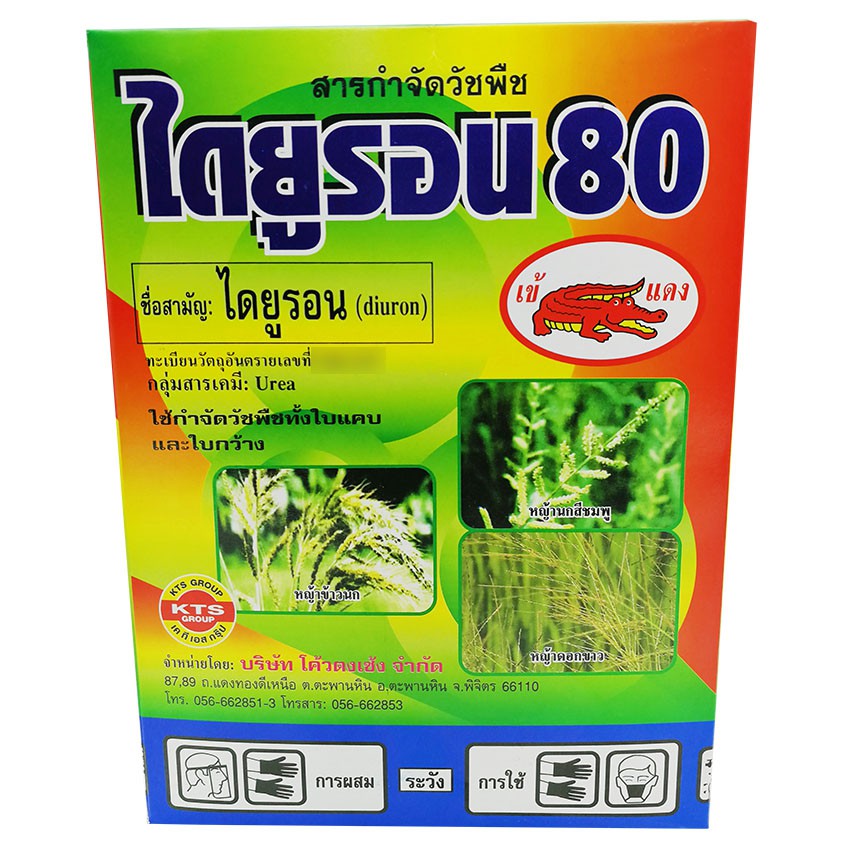 สารกำจัดวัชพืช
ไดยูรอน 80
ชื่อสามัญ: ไดยูรอน (diuron)
เข้ แดง
ทะเบียนวัตถุอันตรายเลขที่
กลุ่มสารเคมี: Urea
ใช้กำจัดวัชพืชทั้งใบแคบ
และใบกว้าง
หญ้านกสีชมพู
หญ้าข้าวนก
หญ้าดอกขาว
KTS GROUP
KTS
GROUP
เค ที เอส กรุ๊ป
จำหน่ายโดย: บริษัท โค้วตงเซ้ง จำกัด
87,89 ถ.แดงทองดีเหนือ ต.ตะพานหิน อ.ตะพานหิน จ.พิจิตร 66110
โทร. 056-662851-3 โทรสาร: 056-662853
การผสม
ระวัง
การใช้